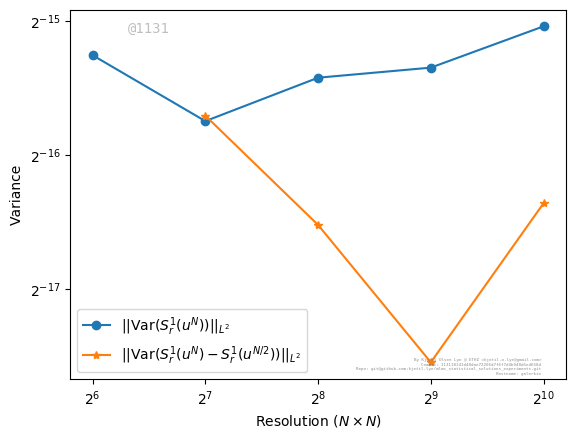 @1131
2^{-15}
2^{-16}
2^{-17}
Variance
||Var(S_r^1(u^N))||_{L^2}
||Var(S_r^1(u^N) − S_r^1(u^{N/2}))||_{L^2}
2^6 2^7 2^8 2^9 2^{10}
Resolution (N × N)